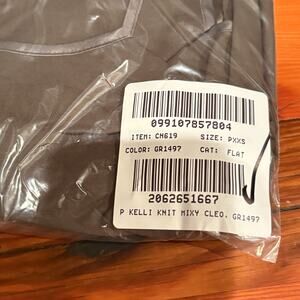 099107857804
ITEM: CH619 SIZE: PXXS
COLOR: GR1497 CAT: FLAT
2062651667
P KELLI KNIT MIXY CLEO. GR1497